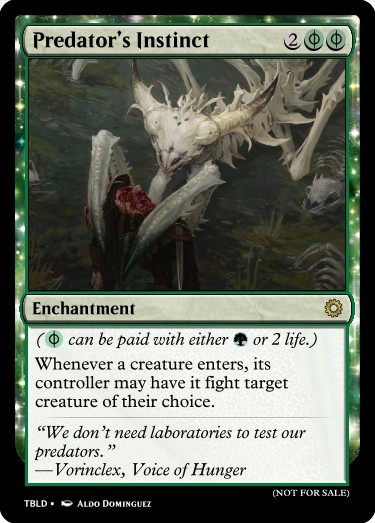 Predator's Instinct 2
Enchantment
( can be paid with either or 2 life.)
Whenever a creature enters, its
controller may have it fight target
creature of their choice.
“We don't need laboratories to test our
predators.”
—Vorinclex, Voice of Hunger
(NOT FOR SALE)
TBLD • Aldo Dominguez